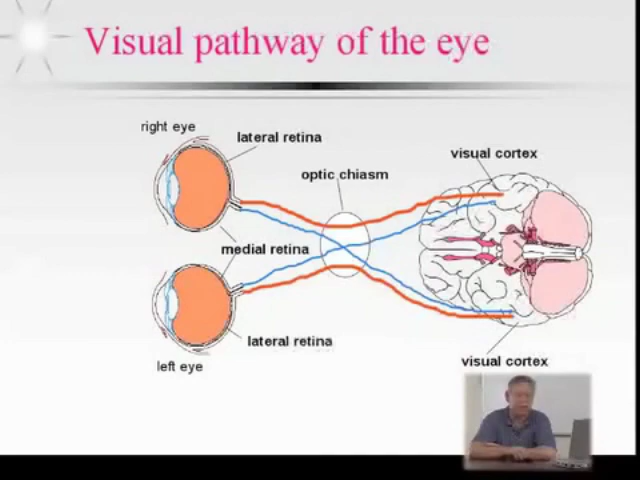 Visual pathway of the eye
right eye
lateral retina
visual cortex
optic chiasm
medial retina
lateral retina
left eye
visual cortex